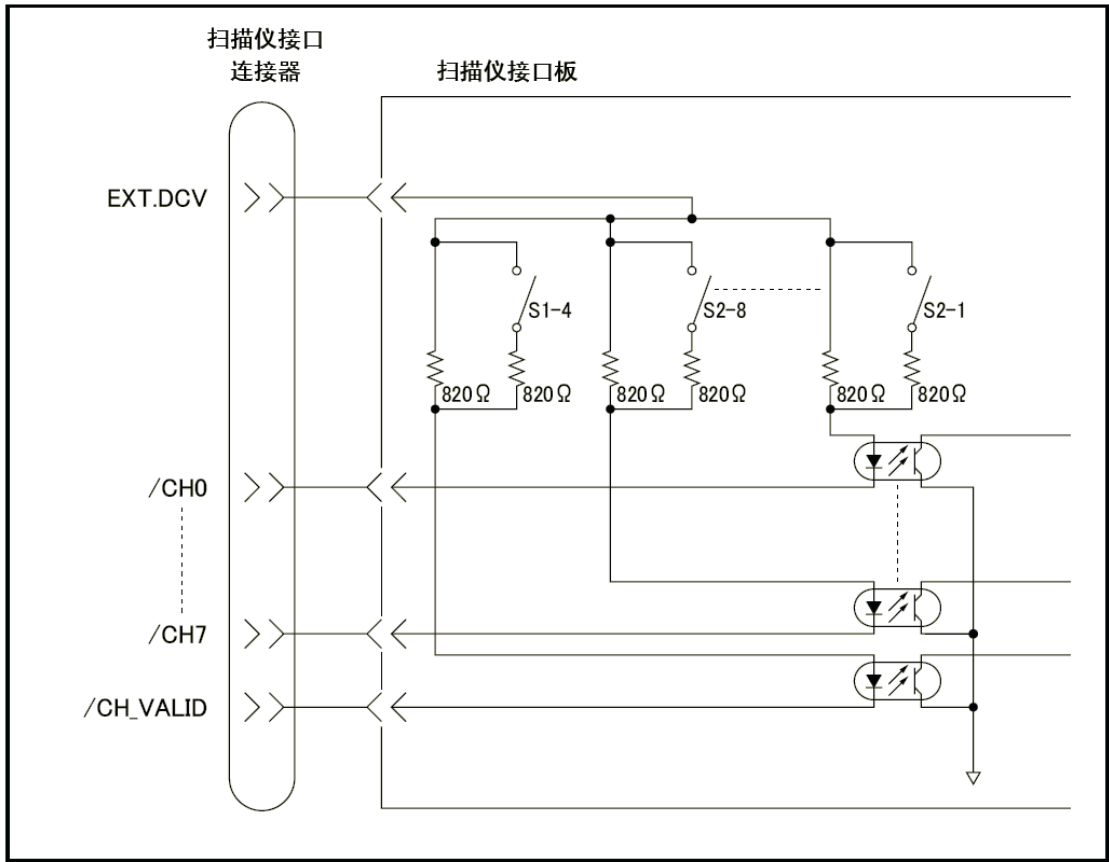 扫描仪接口
连接器
扫描仪接口板
EXT.DCV
S1-4
S2-8
S2-1
820Ω
820Ω
820Ω
820Ω
820Ω
820Ω
/CH0
/CH7
/CH_VALID